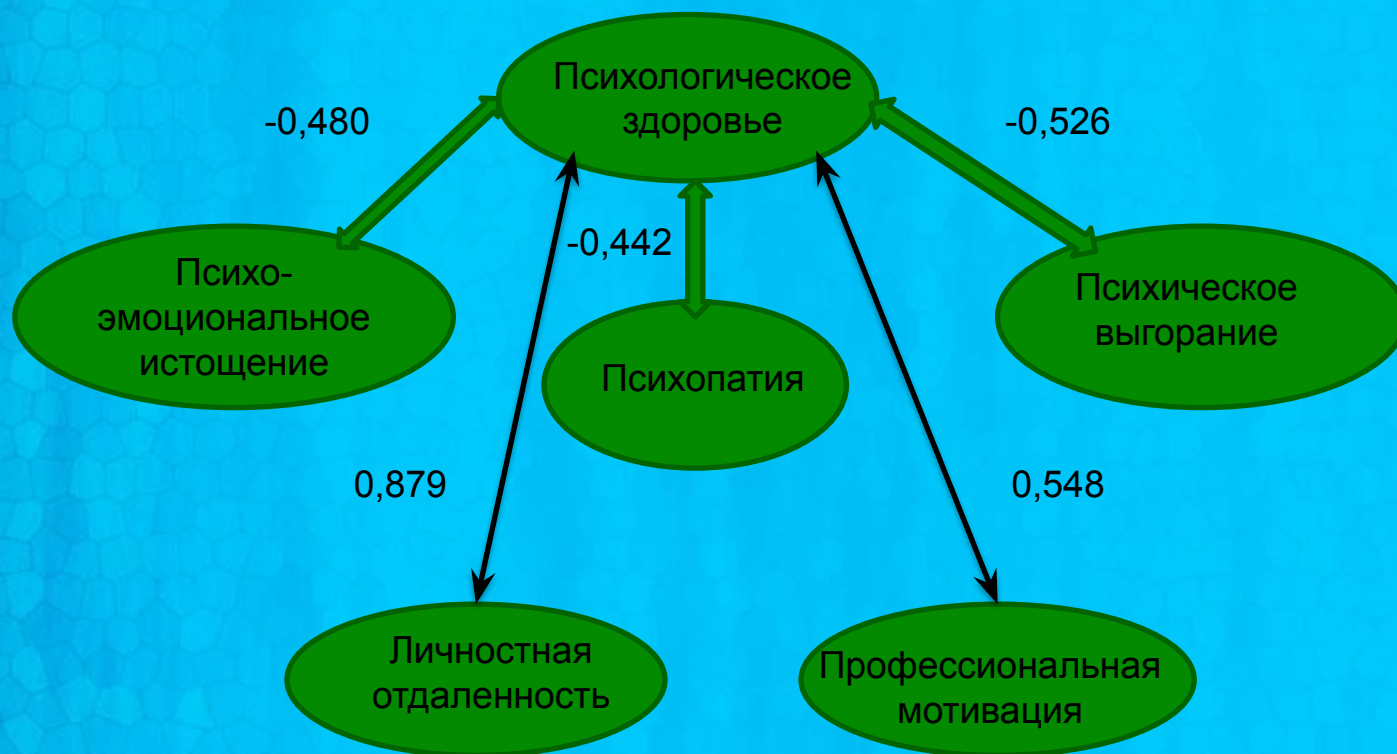 Психологическое
здоровье
-0,480
-0,526
-0,442
Психо-
эмоциональное
истощение
Психопатия
Психическое
выгорание
0,879
0,548
Личностная
отдаленность
Профессиональная
мотивация